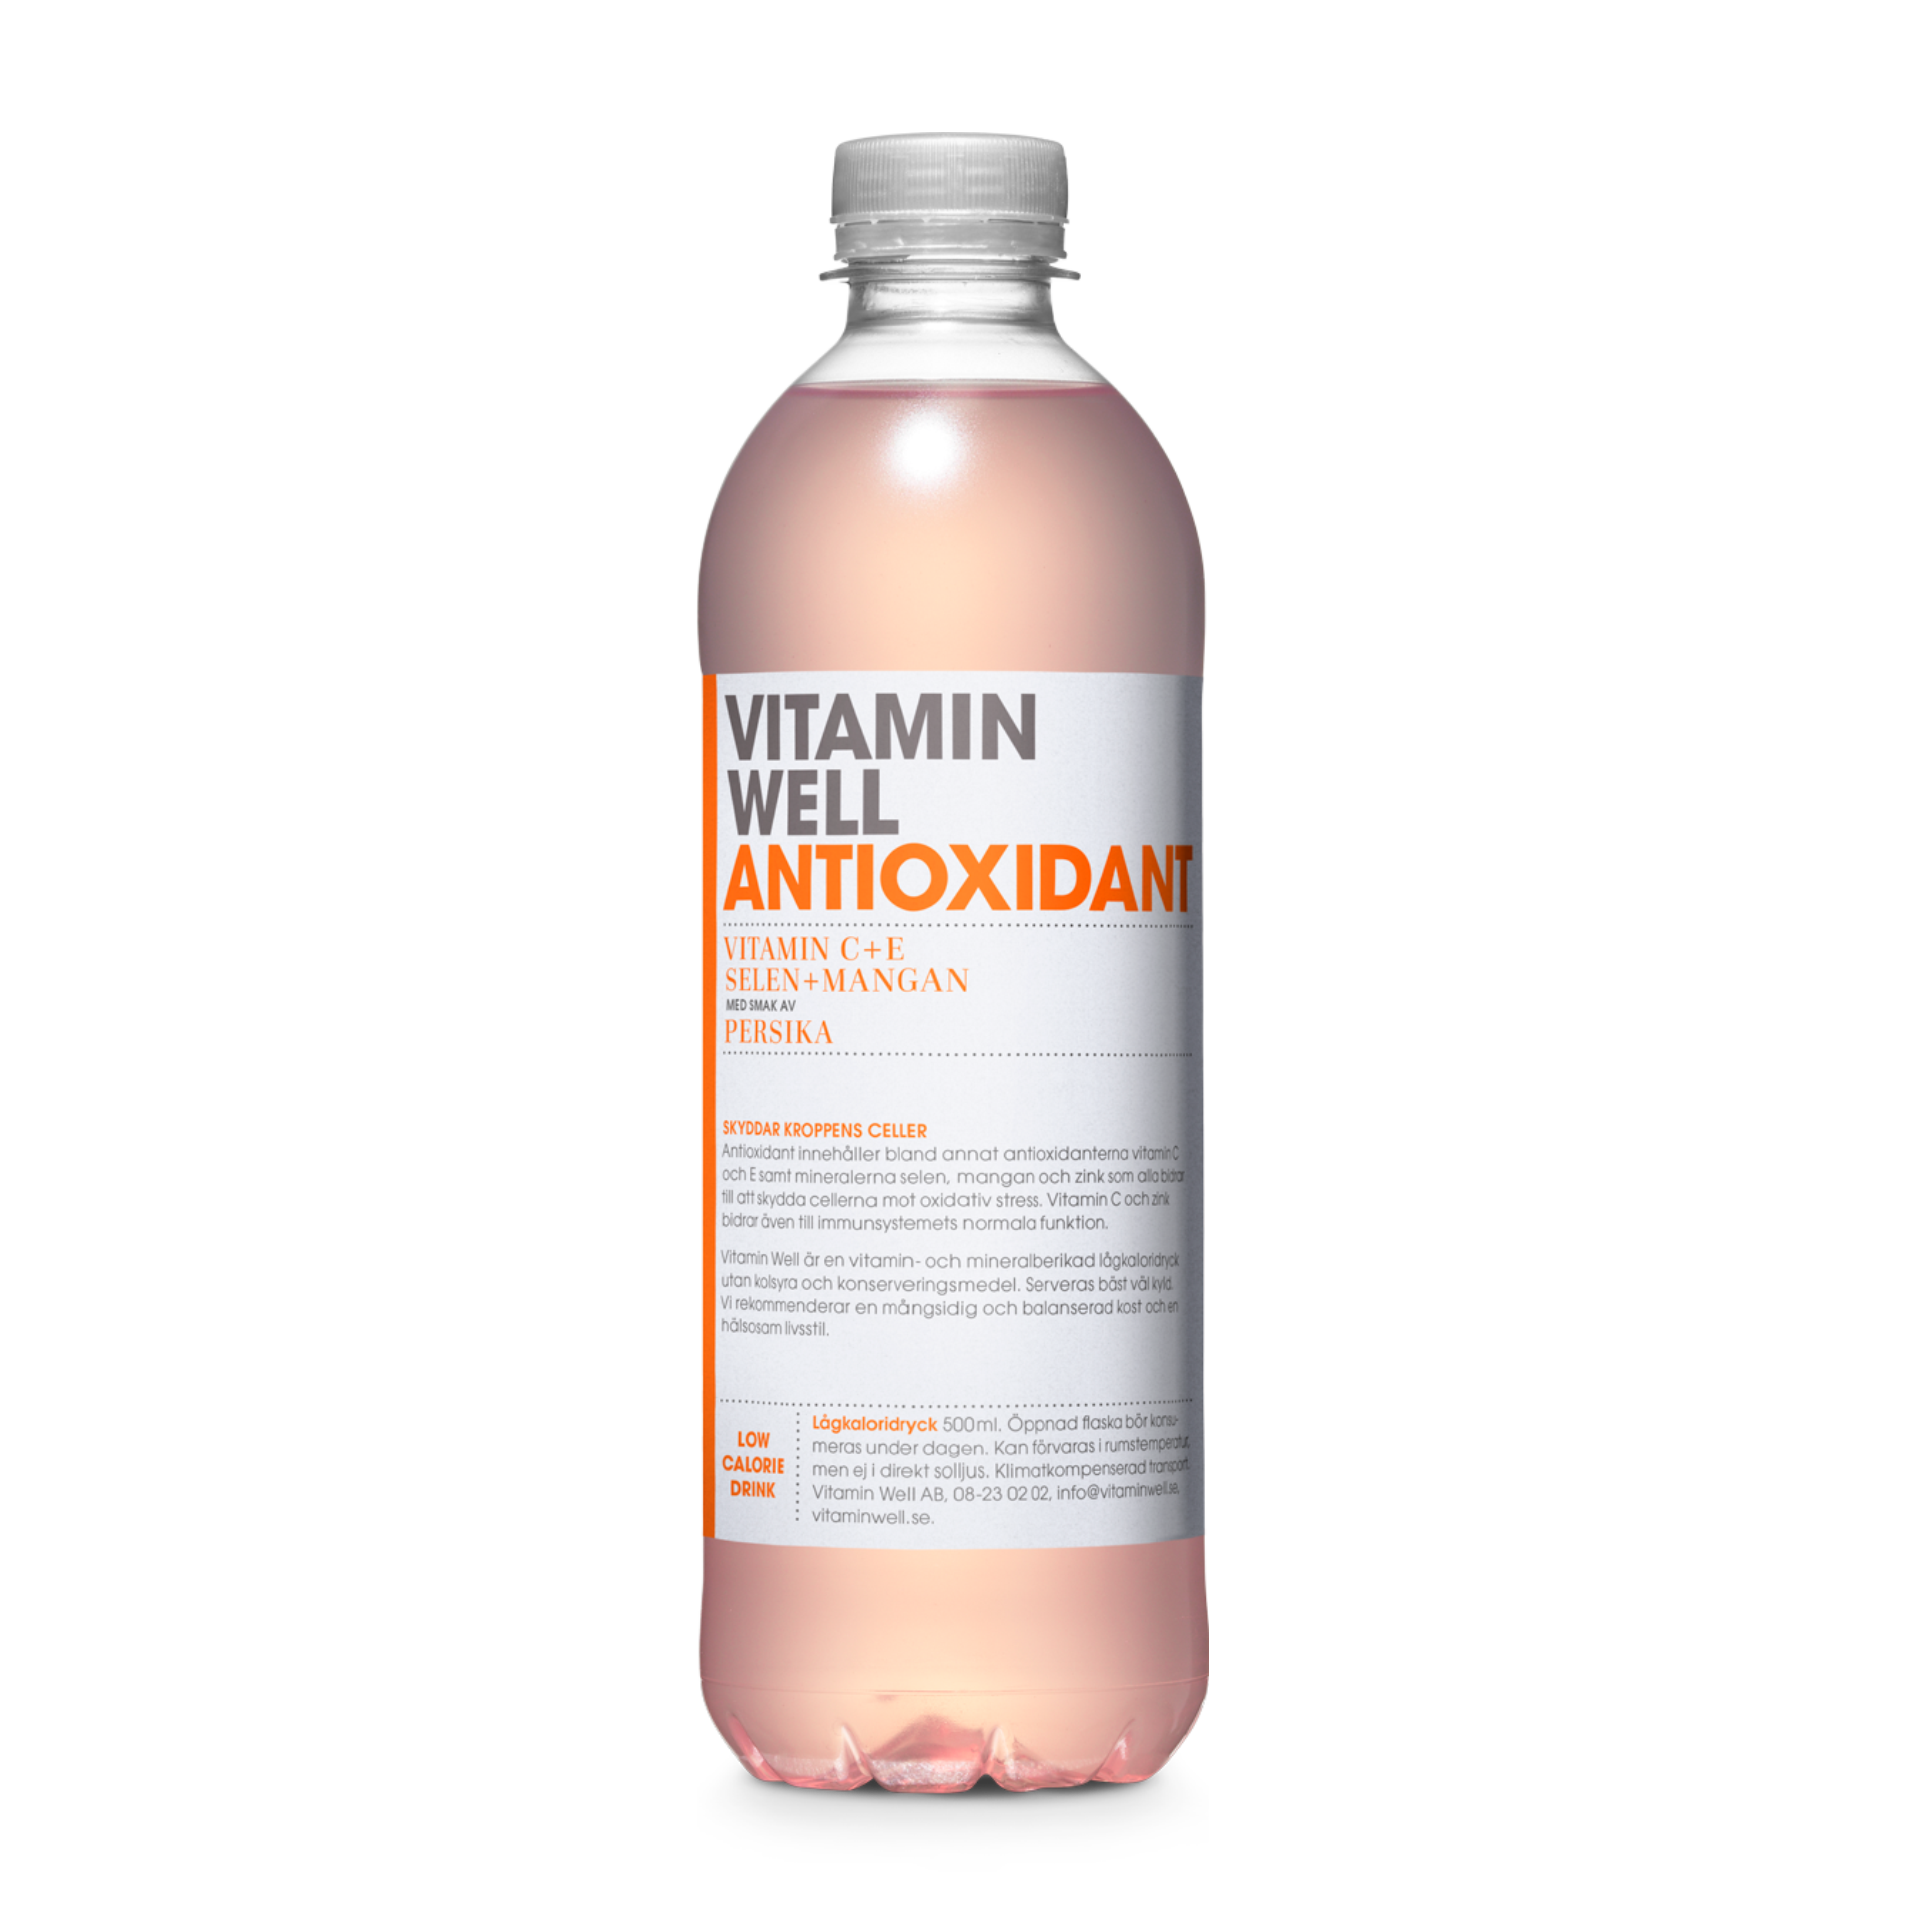 VITAMIN
WELL
ANTIOXIDANT
VITAMIN C+E
SELEN+MANGAN
MED SMAK AV
PERSIKA
SKYDDAR KROPPENS CELLER
Antioxidant innehåller bland annat antioxidanterna vitamin C
och E samt mineralerna selen, mangan och zink som alla bidrar
till att skydda cellerna mot oxidativ stress. Vitamin C och zink
bidrar även till immunsystemets normala funktion.
Vitamin Well är en vitamin- och mineralberikad lågkaloridryck
utan kolsyra och konserveringsmedel. Serveras bäst väl kyld.
Vi rekommenderar en mångsidig och balanserad kost och en
hälsosam livsstil.
LOW
CALORIE
DRINK
Lågkaloridryck 500ml. Öppnad flaska bör konsu-
meras under dagen. Kan förvaras i rumstemperatur,
men ej i direkt solljus. Klimatkompenserad transport.
Vitamin Well AB, 08-23 02 02, info@vitaminwell.se,
vitaminwell.se.